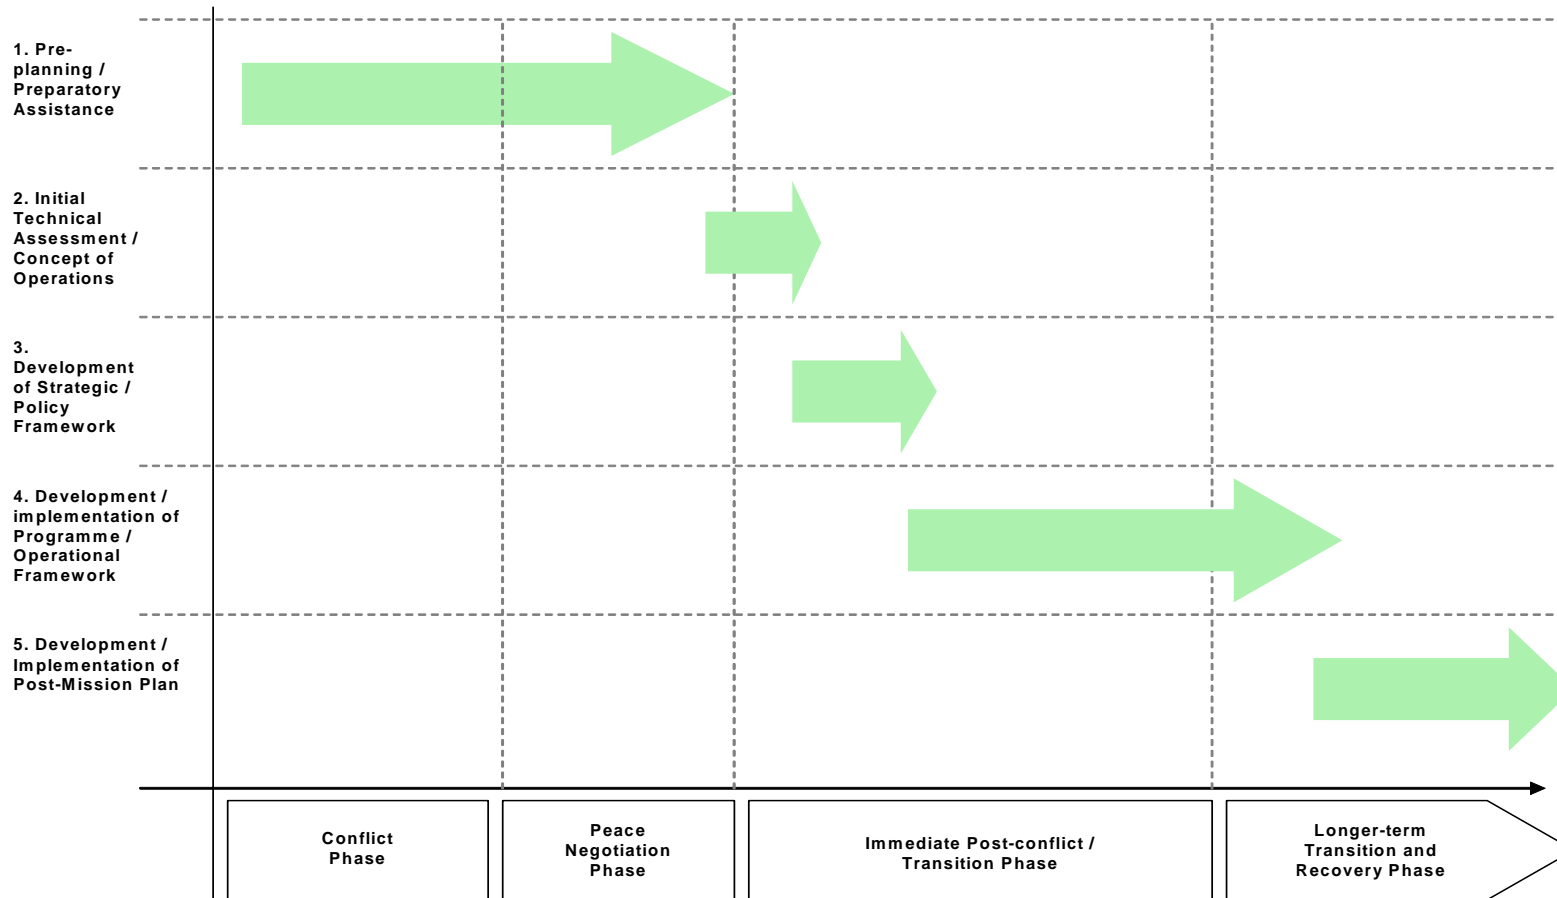 1. Pre-
planning /
Preparatory
Assistance
2. Initial
Technical
Assessment /
Concept of
Operations
3.
Development
of Strategic /
Policy
Framework
4. Development /
implementation of
Programme /
Operational
Framework
5. Development /
Implementation of
Post-Mission Plan
Conflict
Phase
Peace
Negotiation
Phase
Immediate Post-conflict /
Transition Phase
Longer-term
Transition and
Recovery Phase